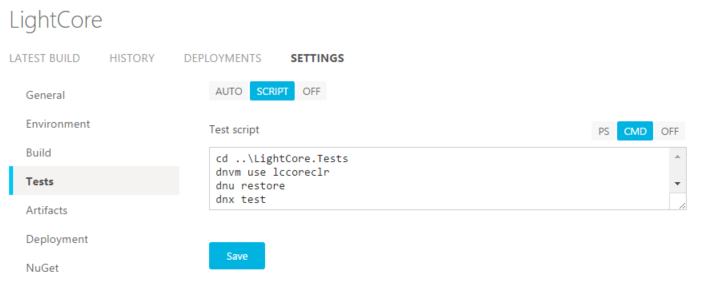 LightCore
LATEST BUILD HISTORY DEPLOYMENTS SETTINGS
General
Environment
Build
Tests
Artifacts
Deployment
NuGet
AUTO SCRIPT OFF
Test script
PS CMD OFF
cd ..\LightCore.Tests
dnvm use lccoreclr
dnu restore
dnx test
Save